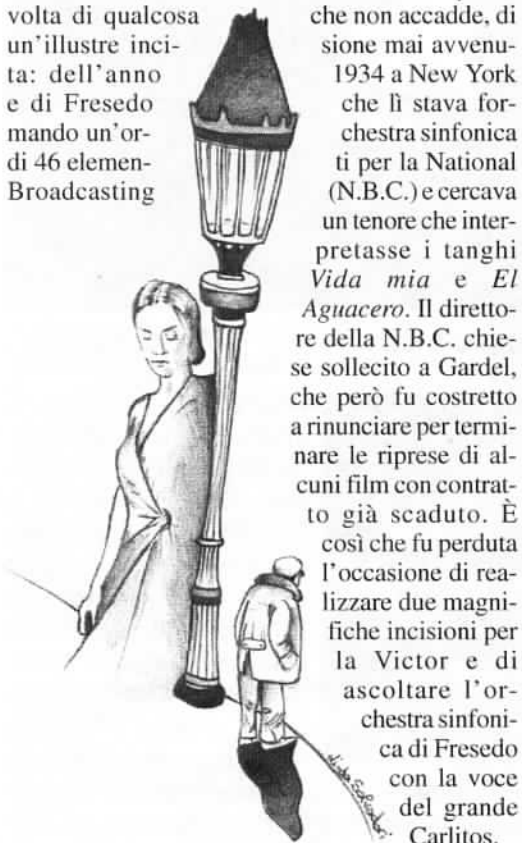 volta di qualcosa che non accadde, di
un'illustre inci- sione mai avvenu-
ta: dell'anno 1934 a New York
e di Fresedo che lì stava for-
mando un'or- chestra sinfonica
di 46 elemen- ti per la National
Broadcasting (N.B.C.) e cercava
un tenore che inter-
pretasse i tanghi
Vida mia e El
Aguacero. Il diretto-
re della N.B.C. chie-
se sollecito a Gardel,
che però fu costretto
a rinunciare per termi-
nare le riprese di al-
cuni film con contrat-
to già scaduto. È
così che fu perduta
l'occasione di rea-
lizzare due magni-
fiche incisioni per
la Victor e di
ascoltare l'or-
chestra sinfoni-
ca di Fresedo
con la voce
del grande
Carlitos.